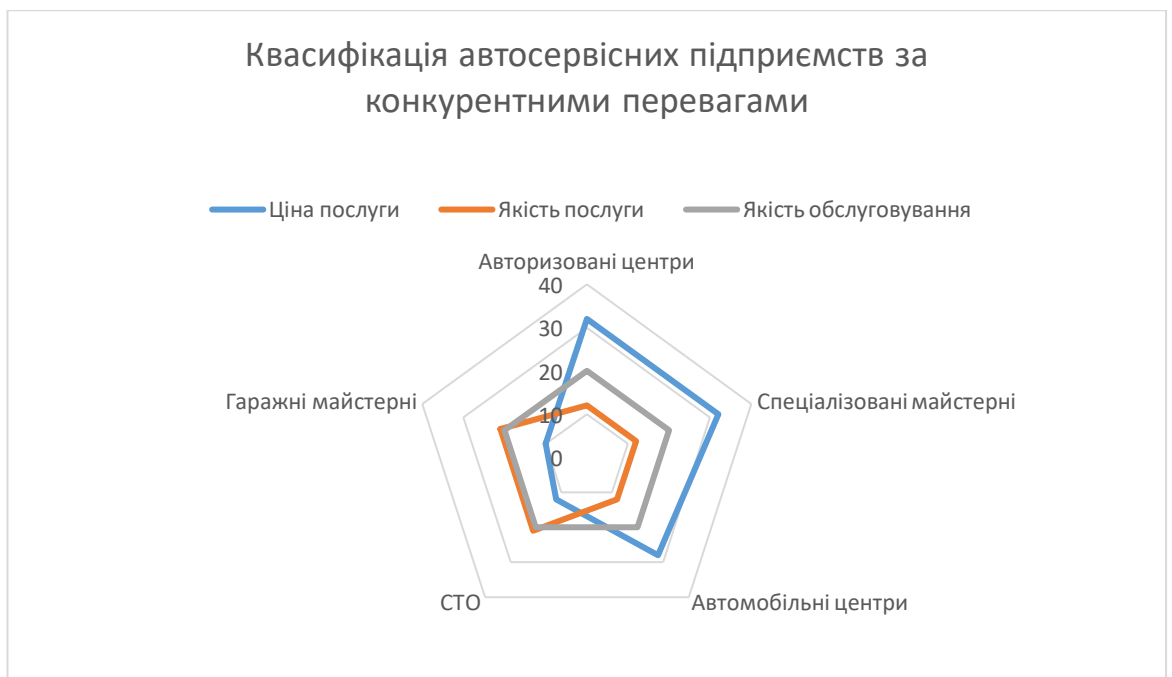 Квасифікація автосервісних підприємств за
конкурентними перевагами
Ціна послуги
Якість послуги
Якість обслуговування
Авторизовані центри
40
30
20
10
0
Гаражні майстерні
Спеціалізовані майстерні
СТО
Автомобільні центри